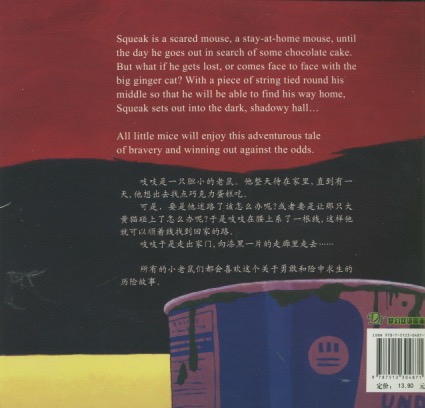 Squeak is a scared mouse, a stay-at-home mouse, until
the day he goes out in search of some chocolate cake.
But what if he gets lost, or comes face to face with the
big ginger cat? With a piece of string tied round his
middle so that he will be able to find his way home,
Squeak sets out into the dark, shadowy hall…
All little mice will enjoy this adventurous tale
of bravery and winning out against the odds.
吱吱是一只胆小的老鼠。他整天待在家里,直到有一
天,他想出去找点巧克力蛋糕吃。
可是,要是他迷路了该怎么办呢?或者要是让那只大
黄猫碰上了怎么办呢?于是吱吱在腰上系了一根线,这样他
就可以顺着线找到回家的路。
吱吱于是走出家门,向漆黑一片的走廊里走去……
所有的小老鼠们都会喜欢这个关于勇敢和险中求生的
历险故事。
定价: 13.90 元